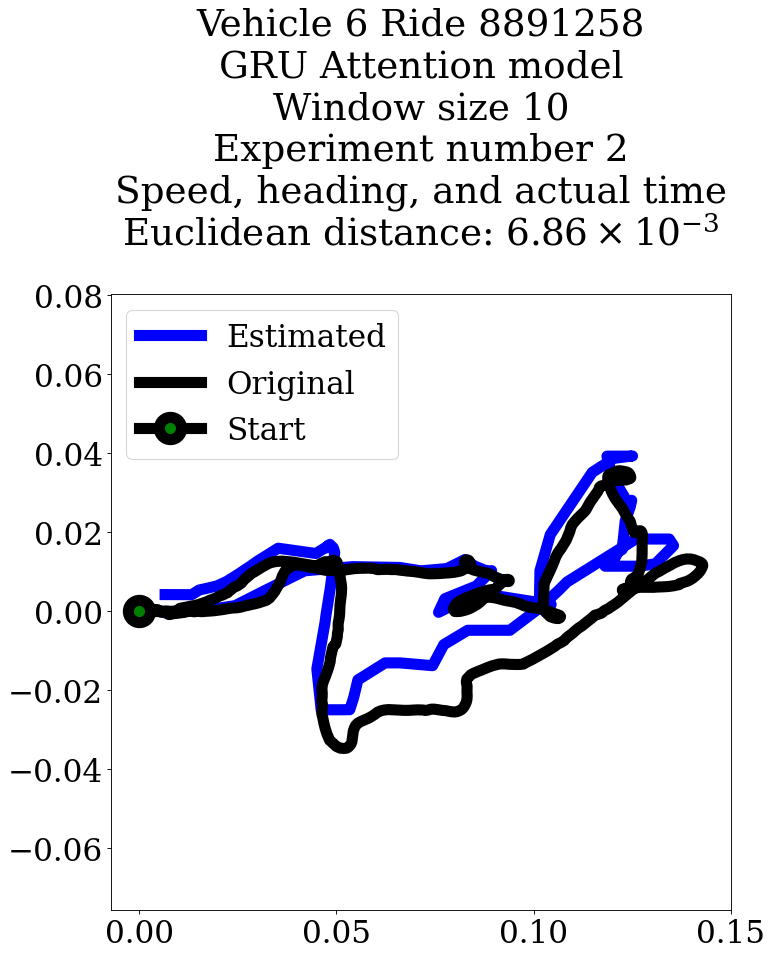 Vehicle 6 Ride 8891258
GRU Attention model
Window size 10
Experiment number 2
Speed, heading, and actual time
Euclidean distance: 6.86 × 10⁻³
Estimated
Original
Start
0.08
0.06
0.04
0.02
0.00
−0.02
−0.04
−0.06
0.00 0.05 0.10 0.15